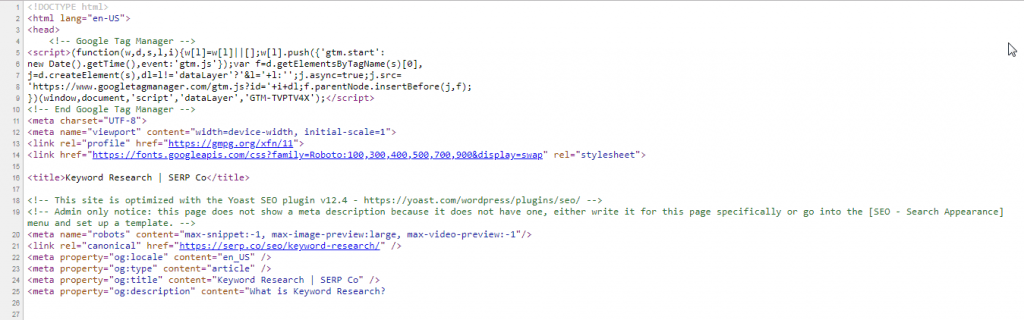 1 <!DOCTYPE html>
2 <html lang="en-US">
3 <head>
4 <!-- Google Tag Manager -->
5 <script>(function(w,d,s,l,i){w[l]=w[l]||[];w[l].push({'gtm.start':
6 new Date().getTime(),event:'gtm.js'});var f=d.getElementsByTagName(s)[0],
7 j=d.createElement(s),dl=l!='dataLayer'?'&l='+l:'';j.async=true;j.src=
8 'https://www.googletagmanager.com/gtm.js?id='+i+dl;f.parentNode.insertBefore(j,f);
9 })(window,document,'script','dataLayer','GTM-TVPTV4X');</script>
10 <!-- End Google Tag Manager -->
11 <meta charset="UTF-8">
12 <meta name="viewport" content="width=device-width, initial-scale=1">
13 <link rel="profile" href="https://gmpg.org/xfn/11">
14 <link href="https://fonts.googleapis.com/css?family=Roboto:100,300,400,500,700,900&display=swap" rel="stylesheet">
15
16 <title>Keyword Research | SERP Co</title>
17
18 <!-- This site is optimized with the Yoast SEO plugin v12.4 - https://yoast.com/wordpress/plugins/seo/ -->
19 <!-- Admin only notice: this page does not show a meta description because it does not have one, either write it for this page specifically or go into the [SEO - Search Appearance]
menu and set up a template. -->
20 <meta name="robots" content="max-snippet:-1, max-image-preview:large, max-video-preview:-1"/>
21 <link rel="canonical" href="https://serp.co/seo/keyword-research/" />
22 <meta property="og:locale" content="en_US" />
23 <meta property="og:type" content="article" />
24 <meta property="og:title" content="Keyword Research | SERP Co" />
25 <meta property="og:description" content="What is Keyword Research?
26
27